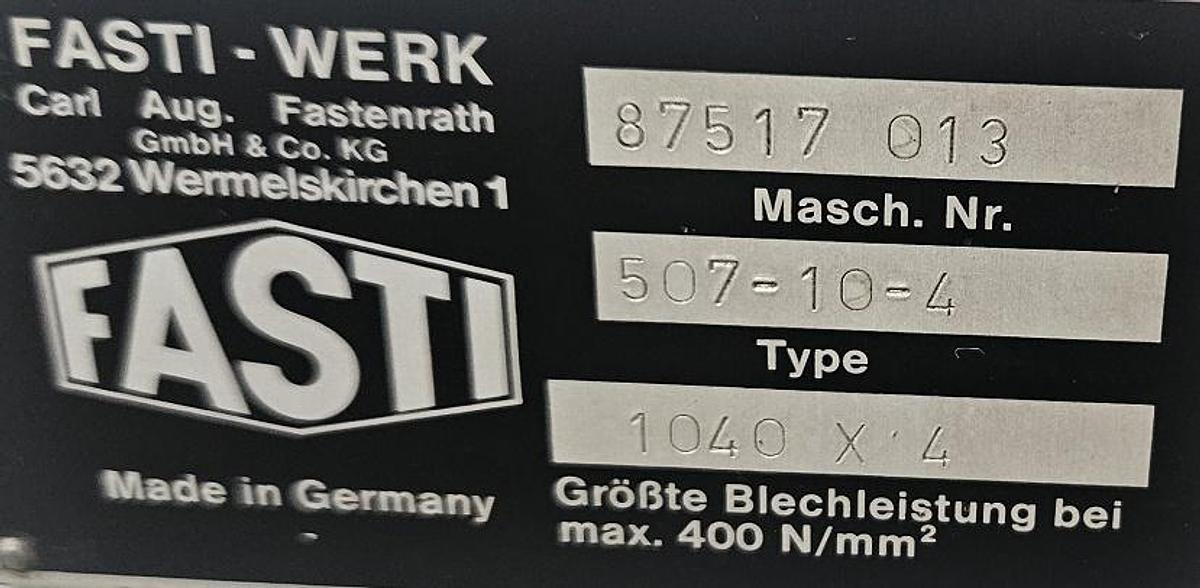 FASTI - WERK
Carl Aug. Fastenrath
GmbH & Co. KG
5632 Wermelskirchen 1
FASTI
Made in Germany
87517 013
Masch. Nr.
507-10-4
Type
1040 X 4
Größte Blechleistung bei
max. 400 N/mm²